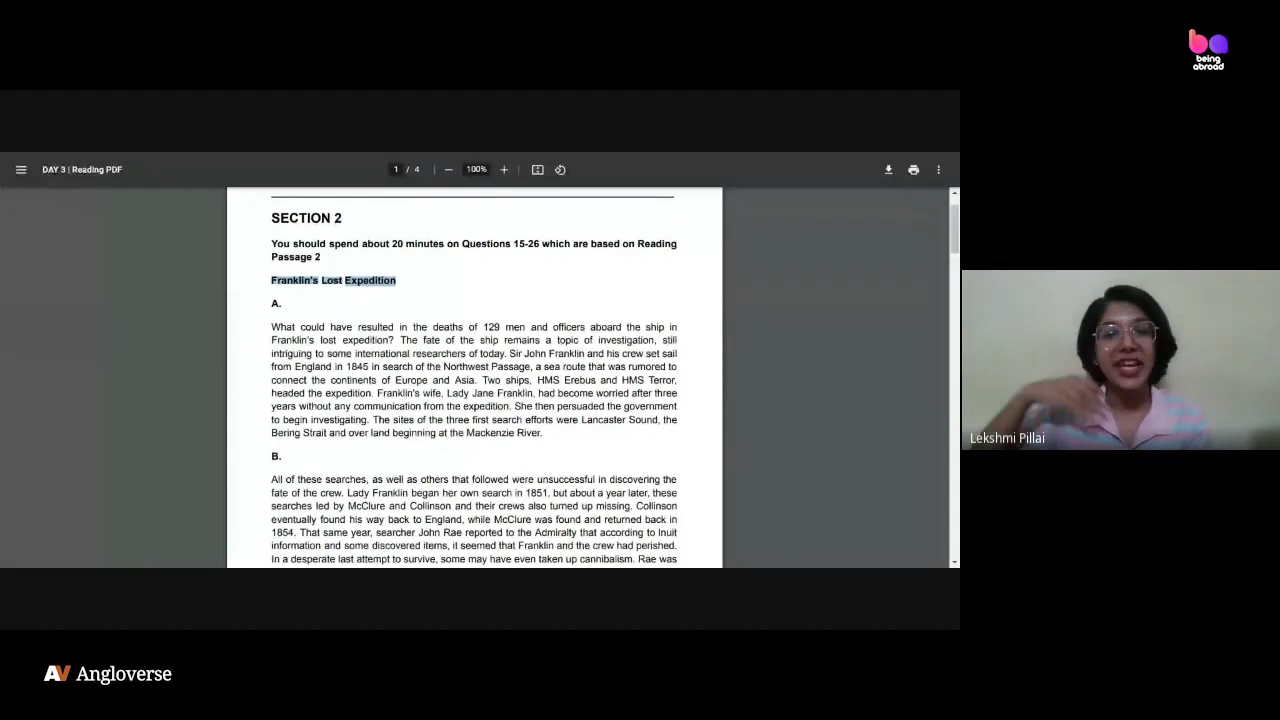 being
abroad
DAY 3 | Reading PDF
1 / 4
100%
SECTION 2
You should spend about 20 minutes on Questions 15-26 which are based on Reading
Passage 2
Franklin's Lost Expedition
A.
What could have resulted in the deaths of 129 men and officers aboard the ship in
Franklin's lost expedition? The fate of the ship remains a topic of investigation, still
intriguing to some international researchers of today. Sir John Franklin and his crew set sail
from England in 1845 in search of the Northwest Passage, a sea route that was rumored to
connect the continents of Europe and Asia. Two ships, HMS Erebus and HMS Terror,
headed the expedition. Franklin's wife, Lady Jane Franklin, had become worried after three
years without any communication from the expedition. She then persuaded the government
to begin investigating. The sites of the three first search efforts were Lancaster Sound, the
Bering Strait and over land beginning at the Mackenzie River.
B.
All of these searches, as well as others that followed were unsuccessful in discovering the
fate of the crew. Lady Franklin began her own search in 1851, but about a year later, these
searches led by McClure and Collinson and their crews also turned up missing. Collinson
eventually found his way back to England, while McClure was found and returned back in
1854. That same year, searcher John Rae reported to the Admiralty that according to Inuit
information and some discovered items, it seemed that Franklin and the crew had perished.
In a desperate last attempt to survive, some may have even taken up cannibalism. Rae was
Lekshmi Pillai
AV Angloverse